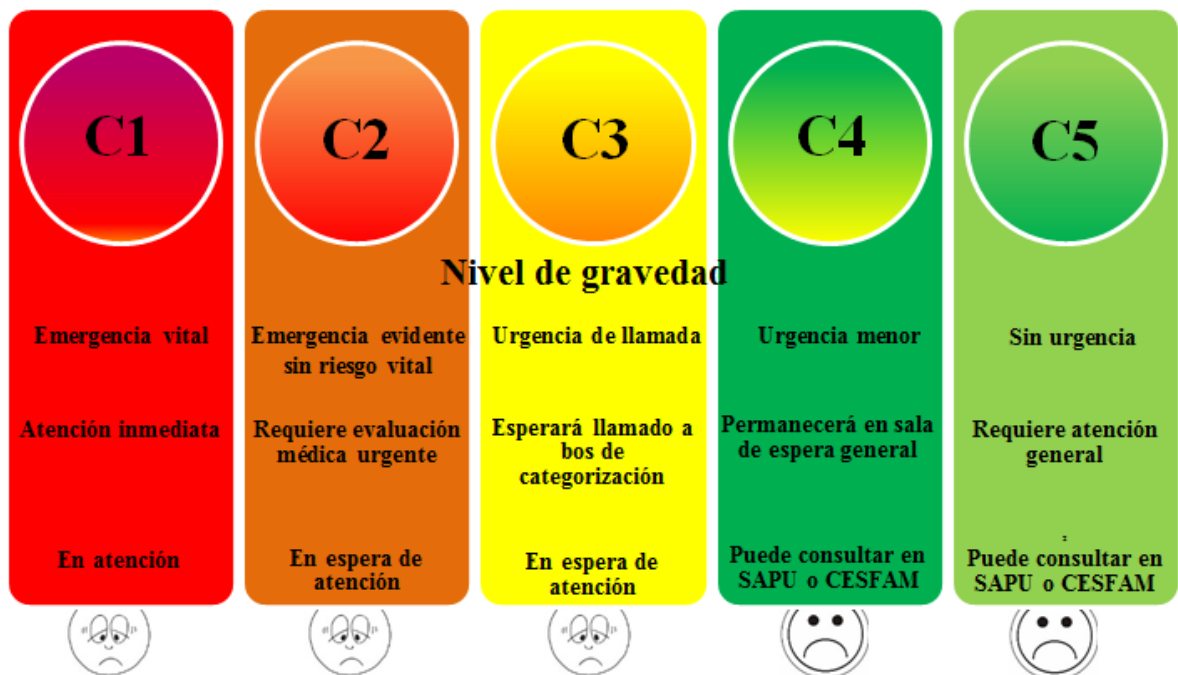 C1
C2
C3
C4
C5
Nivel de gravedad
Emergencia vital
Emergencia evidente
sin riesgo vital
Urgencia de llamada
Urgencia menor
Sin urgencia
Atención inmediata
Requiere evaluación
médica urgente
Esperará llamado a
bos de
categorización
Permanecerá en sala
de espera general
Requiere atención
general
En atención
En espera de
atención
En espera de
atención
Puede consultar en
SAPU o CESFAM
:
Puede consultar en
SAPU o CESFAM